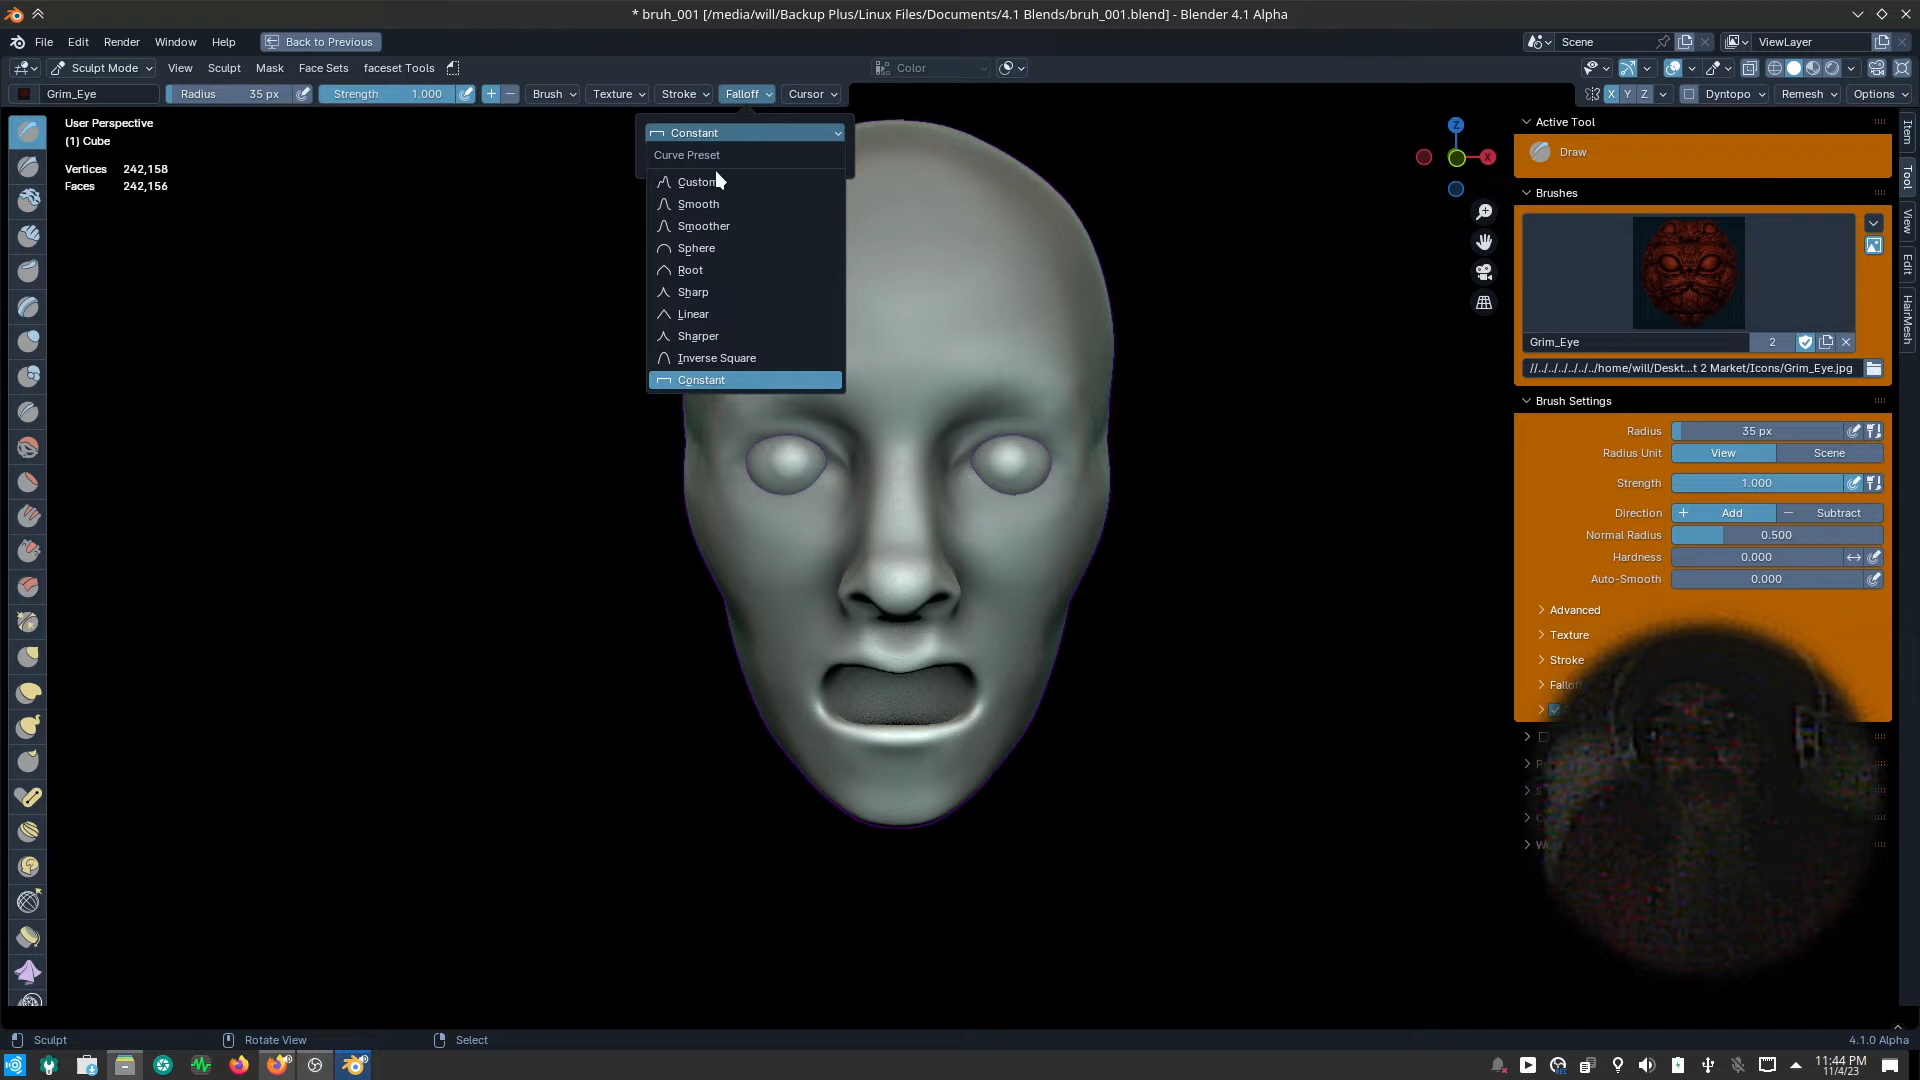 * bruh_001 [/media/will/Backup Plus/Linux Files/Documents/4.1 Blends/bruh_001.blend] - Blender 4.1 Alpha
File Edit Render Window Help Back to Previous Scene ViewLayer
Sculpt Mode View Sculpt Mask Face Sets faceset Tools Color
Grim_Eye Radius 35 px Strength 1.000 Brush Texture Stroke Falloff Cursor X Y Z Dyntopo Remesh Options
User Perspective
(1) Cube
Vertices 242,158
Faces 242,156
Constant
Curve Preset
Custom
Smooth
Smoother
Sphere
Root
Sharp
Linear
Sharper
Inverse Square
Constant
Z
X
Active Tool
Draw
Brushes
Grim_Eye 2
//../../../../../../home/will/Deskt...t 2 Market/Icons/Grim_Eye.jpg
Brush Settings
Radius 35 px
Radius Unit View Scene
Strength 1.000
Direction Add Subtract
Normal Radius 0.500
Hardness 0.000
Auto-Smooth 0.000
Advanced
Texture
Stroke
Falloff
Item
Tool
View
Edit
HairMesh
Sculpt Rotate View Select 4.1.0 Alpha
11:44 PM
11/4/23